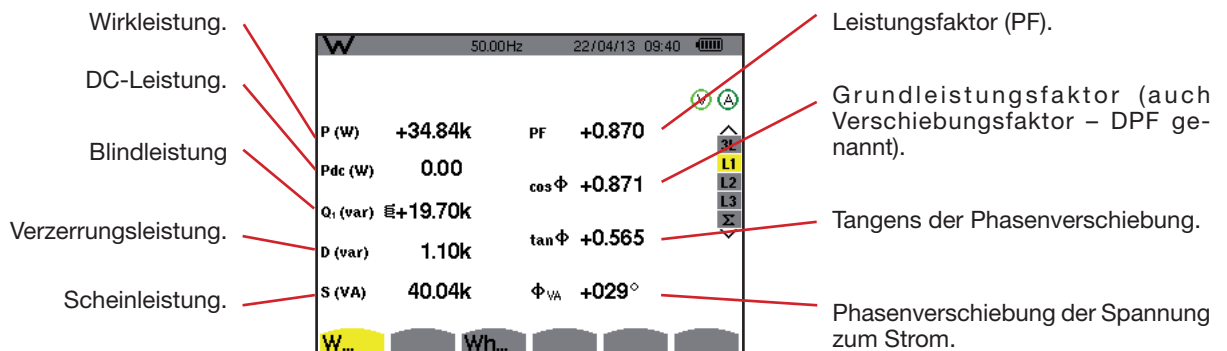 Wirkleistung.
DC-Leistung.
Blindleistung
Verzerrungsleistung.
Scheinleistung.
W 50.00Hz 22/04/13 09:40
V A
P (W) +34.84k PF +0.870
Pdc (W) 0.00 cos Φ +0.871
Q₁ (var) +19.70k tan Φ +0.565
D (var) 1.10k
S (VA) 40.04k Φ VA +029°
3L
L1
L2
L3
Σ
W... Wh...
Leistungsfaktor (PF).
Grundleistungsfaktor (auch
Verschiebungsfaktor – DPF ge-
nannt).
Tangens der Phasenverschiebung.
Phasenverschiebung der Spannung
zum Strom.